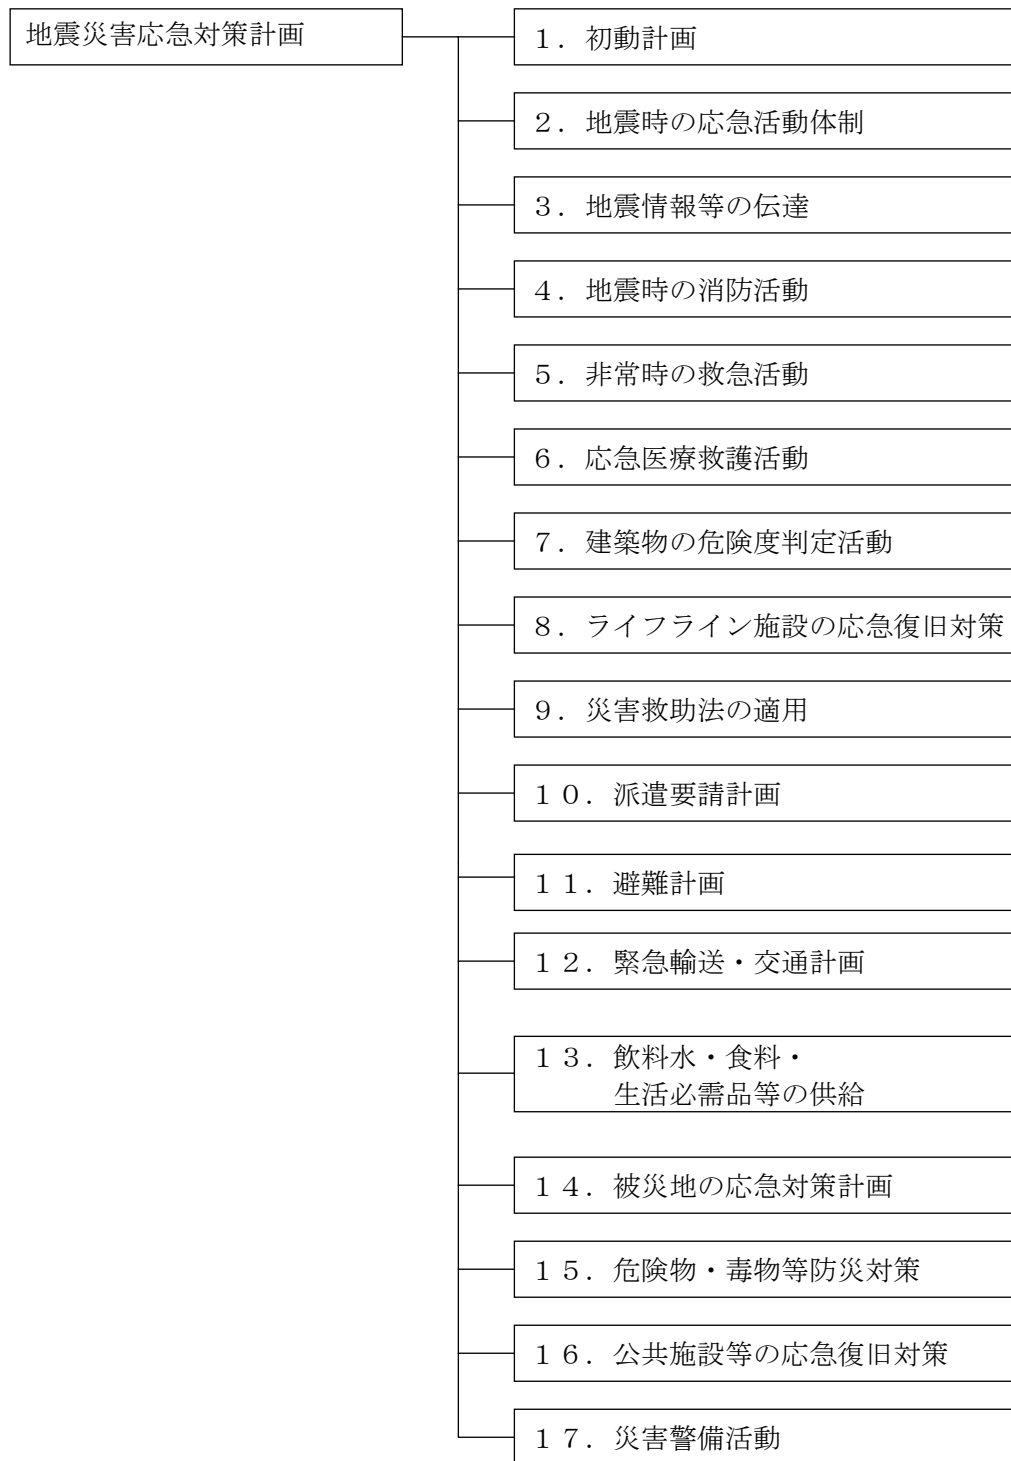 地震災害応急対策計画
１．初動計画
２．地震時の応急活動体制
３．地震情報等の伝達
４．地震時の消防活動
５．非常時の救急活動
６．応急医療救護活動
７．建築物の危険度判定活動
８．ライフライン施設の応急復旧対策
９．災害救助法の適用
１０．派遣要請計画
１１．避難計画
１２．緊急輸送・交通計画
１３．飲料水・食料・
生活必需品等の供給
１４．被災地の応急対策計画
１５．危険物・毒物等防災対策
１６．公共施設等の応急復旧対策
１７．災害警備活動